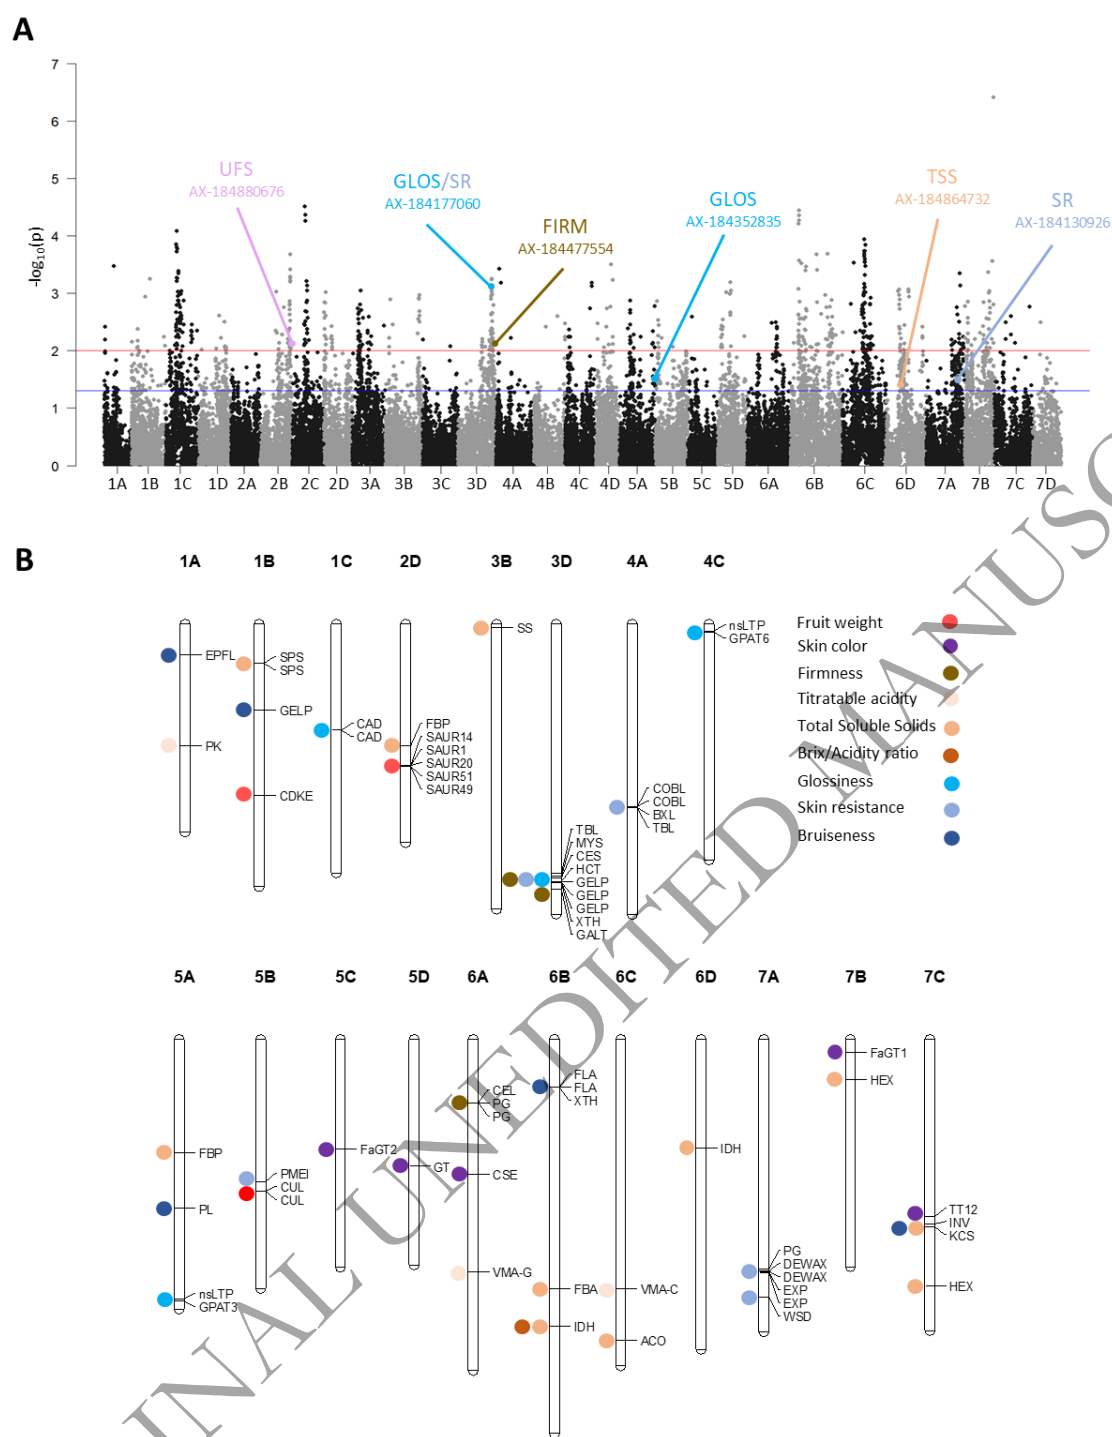 A
7
6
5
4
3
2
1
0
-log10(p)
UFS
AX-184880676
GLOS/SR
AX-184177060
FIRM
AX-184477554
GLOS
AX-184352835
TSS
AX-184864732
SR
AX-184130926
1A 1B 1C 1D 2A 2B 2C 2D 3A 3B 3C 3D 4A 4B 4C 4D 5A 5B 5C 5D 6A 6B 6C 6D 7A 7B 7C 7D
B
1A 1B 1C 2D 3B 3D 4A 4C
EPFL
PK
SPS
SPS
GELP
CDKE
CAD
CAD
FBP
SAUR14
SAUR1
SAUR20
SAUR51
SAUR49
SS
TBL
MYS
CES
HCT
GELP
GELP
GELP
XTH
GALT
COBL
COBL
BXL
TBL
nsLTP
GPAT6
Fruit weight
Skin color
Firmness
Titratable acidity
Total Soluble Solids
Brix/Acidity ratio
Glossiness
Skin resistance
Bruiseness
5A 5B 5C 5D 6A 6B 6C 6D 7A 7B 7C
FBP
PL
nsLTP
GPAT3
PMEI
CUL
CUL
FaGT2
GT
CEL
PG
PG
CSE
VMA-G
FLA
FLA
XTH
FBA
IDH
VMA-C
ACO
IDH
PG
DEWAX
DEWAX
EXP
EXP
WSD
FaGT1
HEX
TT12
INV
KCS
HEX
INAL UNEDITED MANUSC